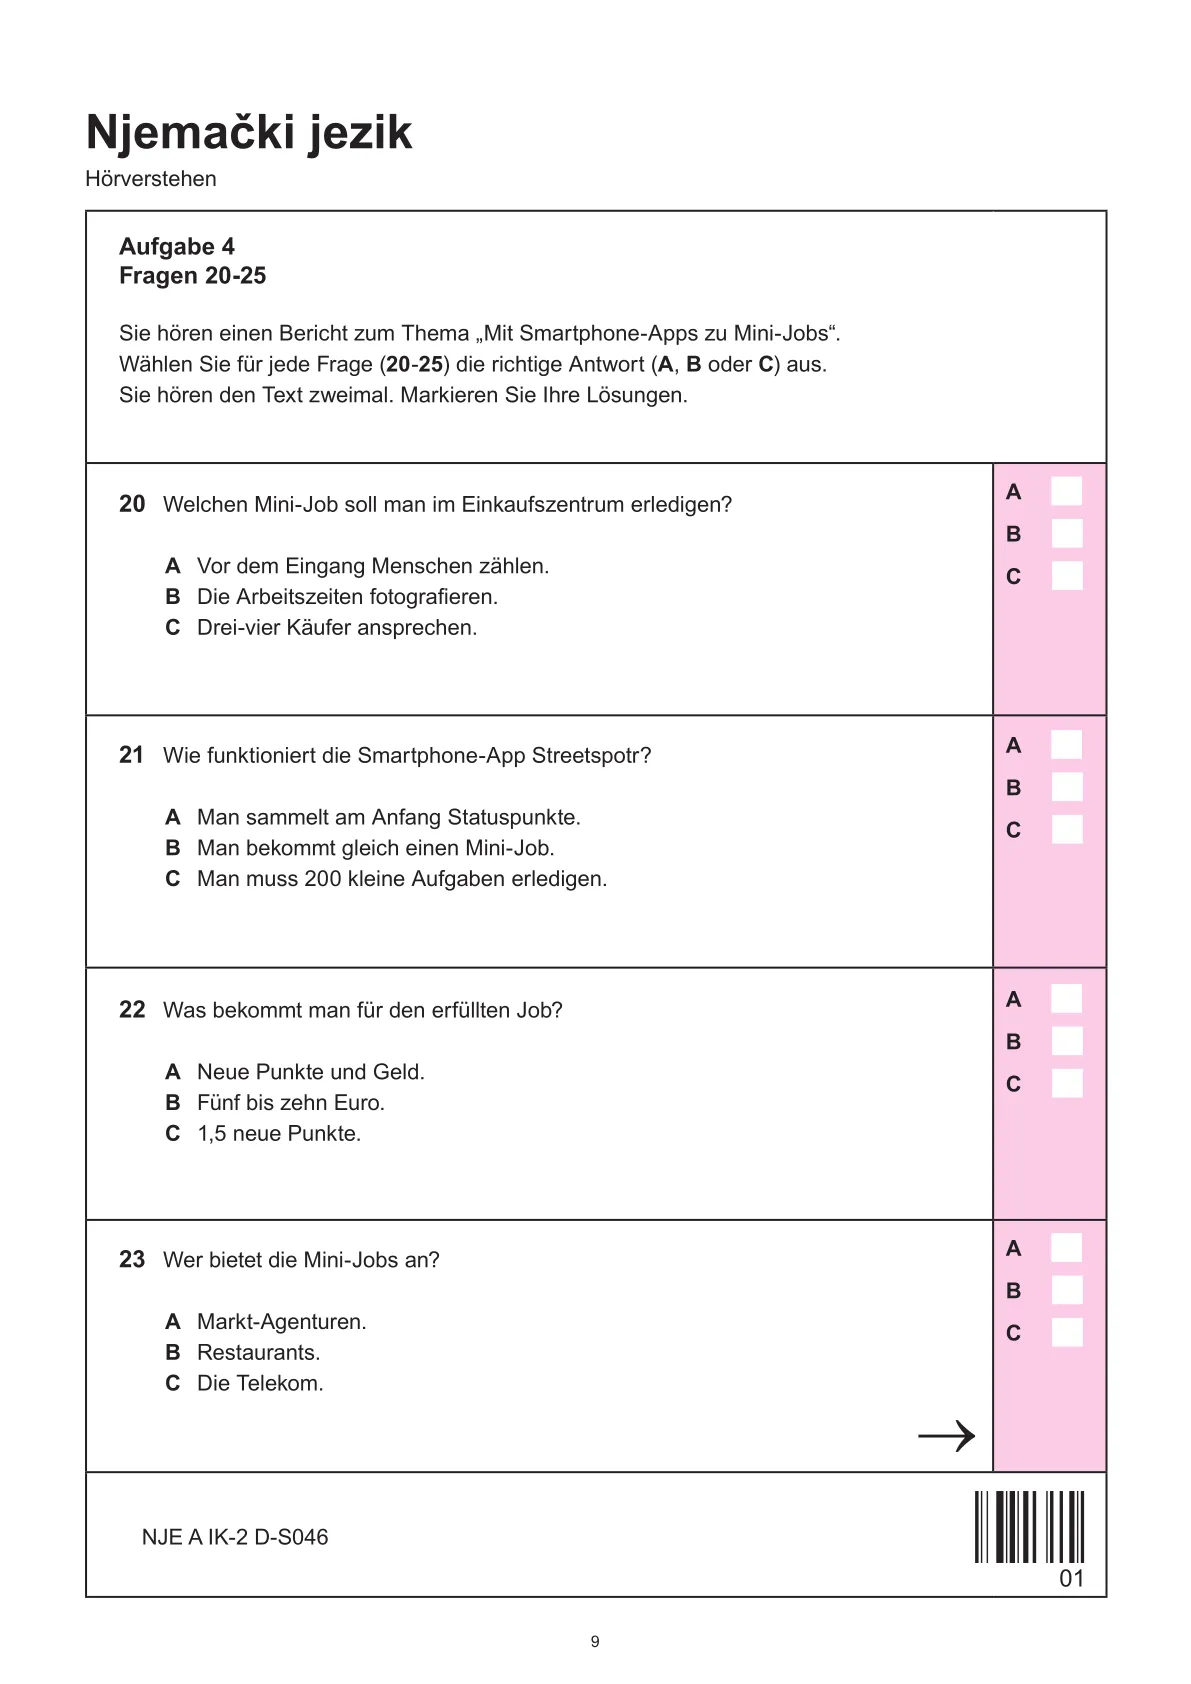 Njemački jezik
Hörverstehen
Aufgabe 4
Fragen 20-25
Sie hören einen Bericht zum Thema „Mit Smartphone-Apps zu Mini-Jobs“.
Wählen Sie für jede Frage (20-25) die richtige Antwort (A, B oder C) aus.
Sie hören den Text zweimal. Markieren Sie Ihre Lösungen.
20 Welchen Mini-Job soll man im Einkaufszentrum erledigen?
A Vor dem Eingang Menschen zählen.
B Die Arbeitszeiten fotografieren.
C Drei-vier Käufer ansprechen.
A
B
C
21 Wie funktioniert die Smartphone-App Streetspotr?
A Man sammelt am Anfang Statuspunkte.
B Man bekommt gleich einen Mini-Job.
C Man muss 200 kleine Aufgaben erledigen.
A
B
C
22 Was bekommt man für den erfüllten Job?
A Neue Punkte und Geld.
B Fünf bis zehn Euro.
C 1,5 neue Punkte.
A
B
C
23 Wer bietet die Mini-Jobs an?
A Markt-Agenturen.
B Restaurants.
C Die Telekom.
A
B
C
NJE A IK-2 D-S046
01
9